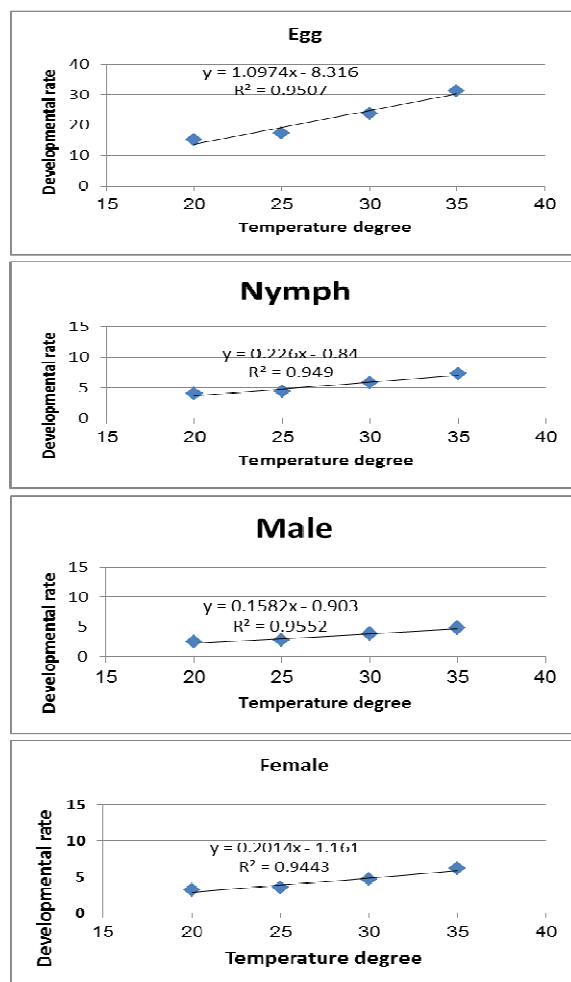 Egg
y = 1.0974x - 8.316
R² = 0.9507
Developmental rate
40
30
20
10
0
15 20 25 30 35 40
Temperature degree
Nymph
y = 0.226x - 0.84
R² = 0.949
Developmental rate
15
10
5
0
15 20 25 30 35 40
Temperature degree
Male
y = 0.1582x - 0.903
R² = 0.9552
Developmental rate
15
10
5
0
15 20 25 30 35 40
Temperature degree
Female
y = 0.2014x - 1.161
R² = 0.9443
Developmental rate
15
10
5
0
15 20 25 30 35 40
Temperature degree